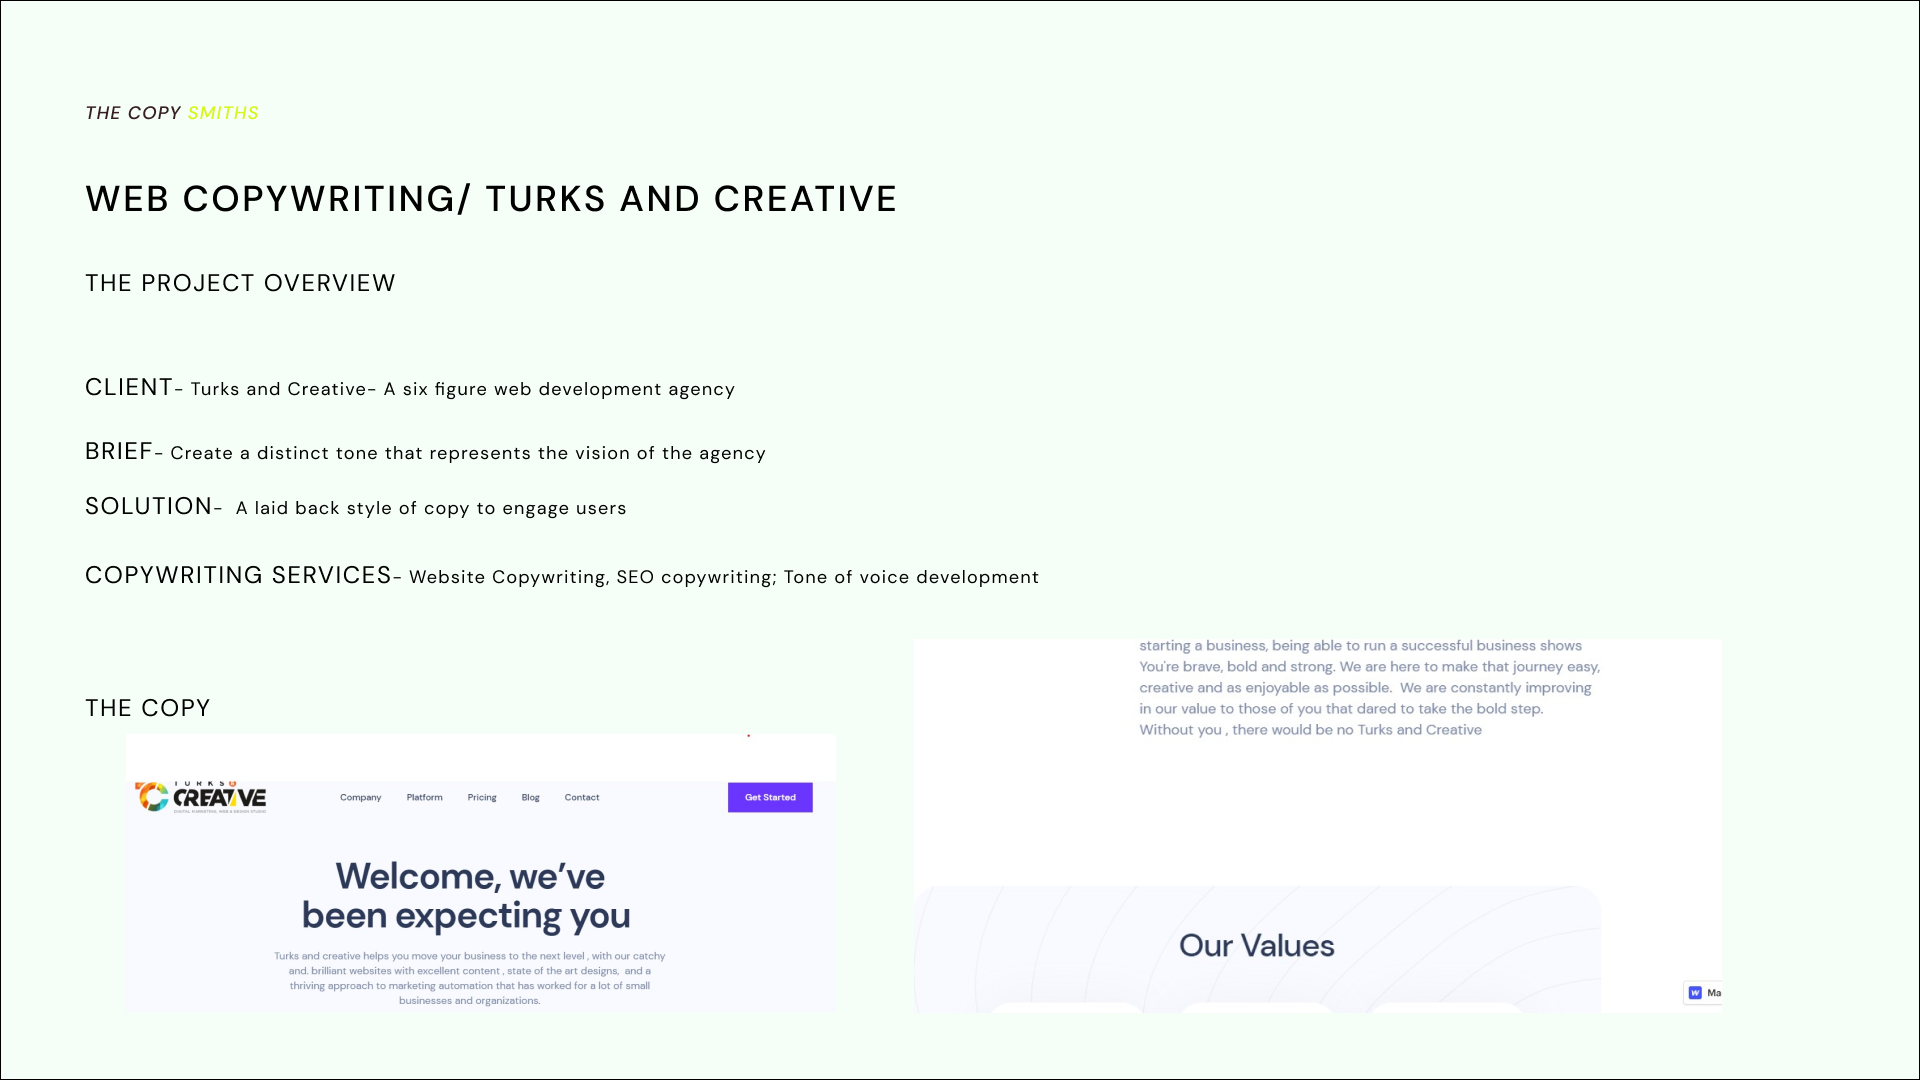 THE COPY SMITHS
WEB COPYWRITING/ TURKS AND CREATIVE
THE PROJECT OVERVIEW
CLIENT- Turks and Creative- A six figure web development agency
BRIEF- Create a distinct tone that represents the vision of the agency
SOLUTION- A laid back style of copy to engage users
COPYWRITING SERVICES- Website Copywriting, SEO copywriting; Tone of voice development
THE COPY
TURKS &
CREATIVE
DIGITAL MARKETING, WEB & DESIGN STUDIO
Company Platform Pricing Blog Contact Get Started
Welcome, we’ve
been expecting you
Turks and creative helps you move your business to the next level , with our catchy
and. brilliant websites with excellent content , state of the art designes, and a
thriving approach to marketing automation that has worked for a lot of small
businesses and organizations.
starting a business, being able to run a successful business shows
You're brave, bold and strong. We are here to make that journey easy,
creative and as enjoyable as possible. We are constantly improving
in our value to those of you that dared to take the bold step.
Without you , there would be no Turks and Creative
Our Values
Ma